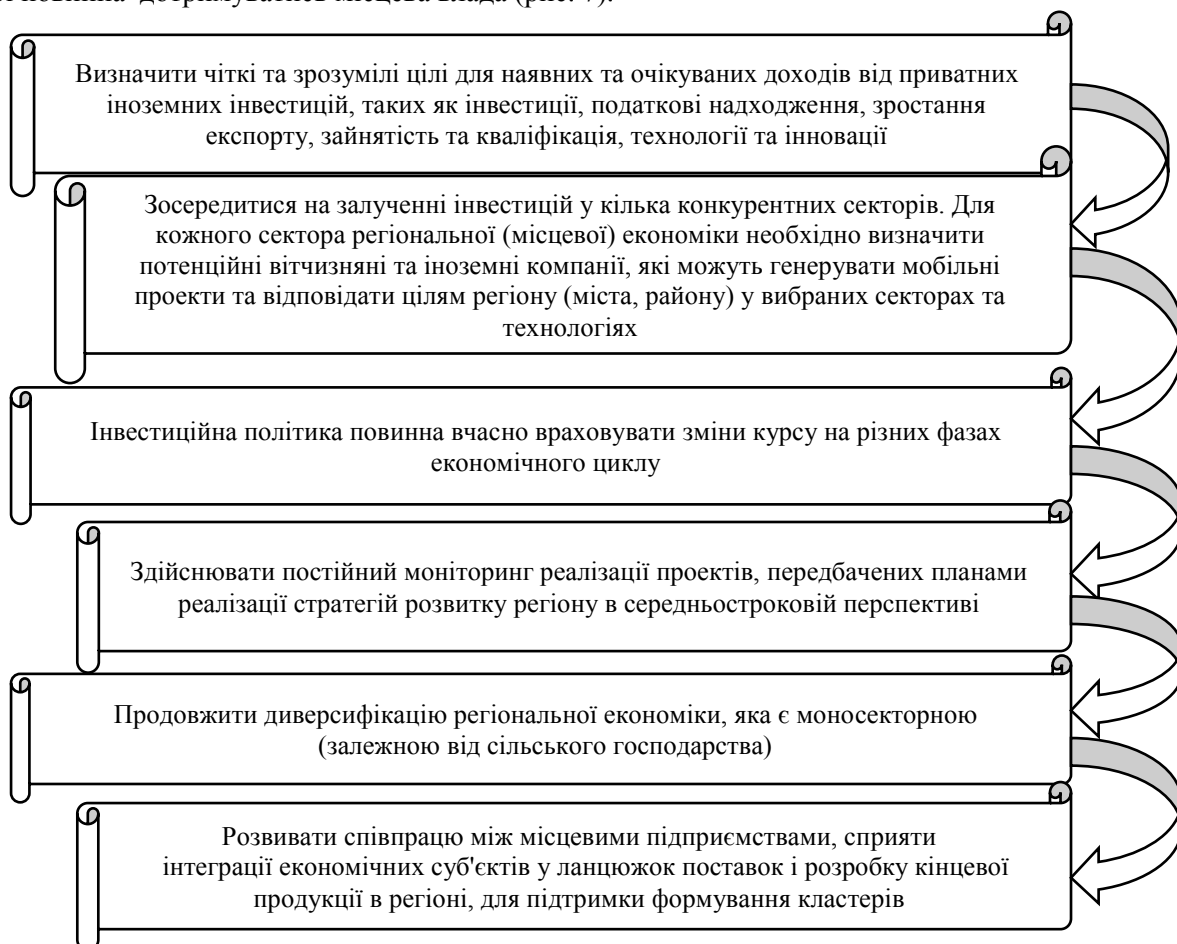 повинна дотримуватись місцева влада (рис. 7).
Визначити чіткі та зрозумілі цілі для наявних та очікуваних доходів від приватних
іноземних інвестицій, таких як інвестиції, податкові надходження, зростання
експорту, зайнятість та кваліфікація, технології та інновації
Зосередитися на залученні інвестицій у кілька конкурентних секторів. Для
кожного сектора регіональної (місцевої) економіки необхідно визначити
потенційні вітчизняні та іноземні компанії, які можуть генерувати мобільні
проекти та відповідати цілям регіону (міста, району) у вибраних секторах та
технологіях
Інвестиційна політика повинна вчасно враховувати зміни курсу на різних фазах
економічного циклу
Здійснювати постійний моніторинг реалізації проектів, передбачених планами
реалізації стратегій розвитку регіону в середньостроковій перспективі
Продовжити диверсифікацію регіональної економіки, яка є моносекторною
(залежною від сільського господарства)
Розвивати співпрацю між місцевими підприємствами, сприяти
інтеграції економічних суб'єктів у ланцюжок поставок і розробку кінцевої
продукції в регіоні, для підтримки формування кластерів